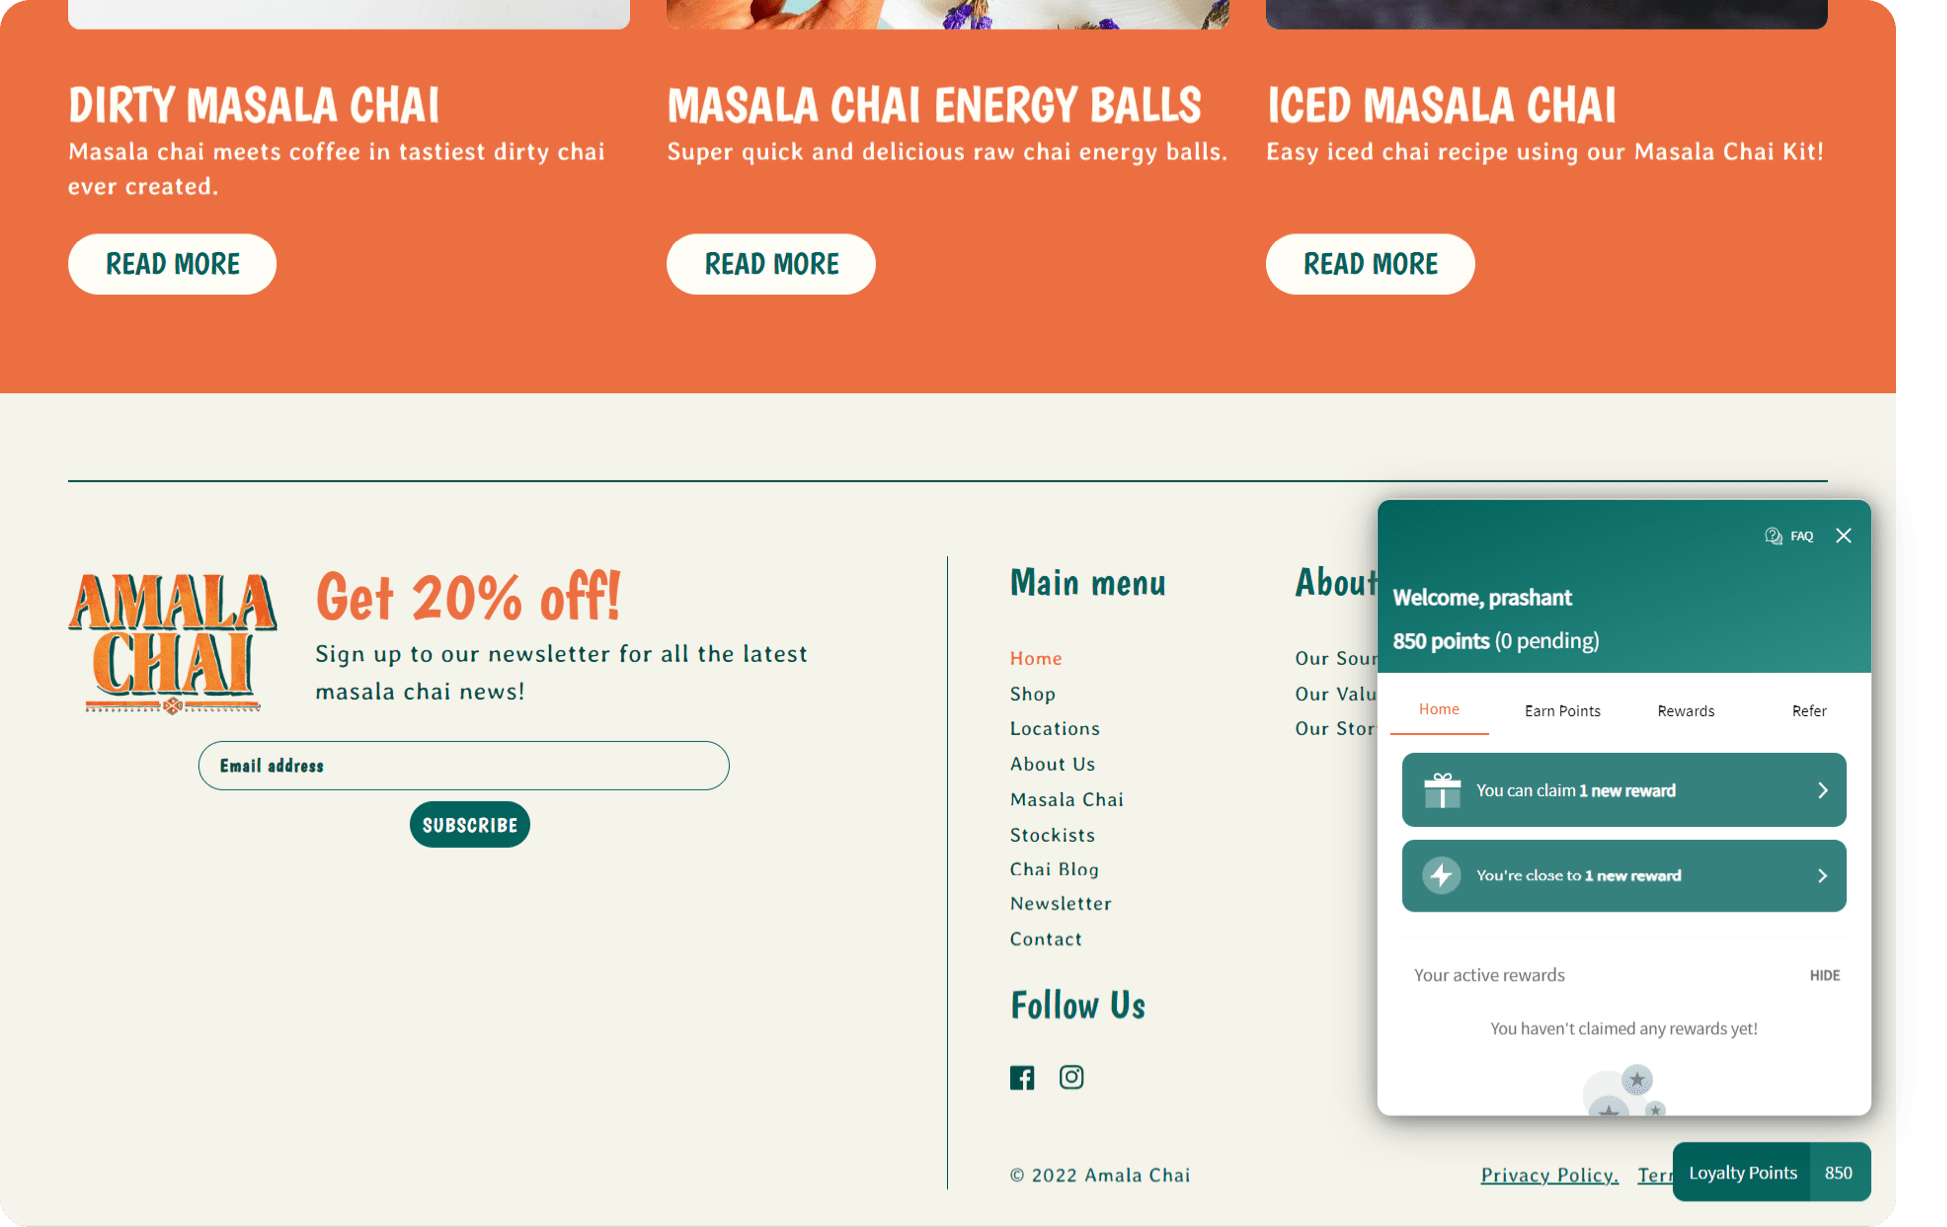 DIRTY MASALA CHAI
Masala chai meets coffee in tastiest dirty chai
ever created.
READ MORE
MASALA CHAI ENERGY BALLS
Super quick and delicious raw chai energy balls.
READ MORE
ICED MASALA CHAI
Easy iced chai recipe using our Masala Chai Kit!
READ MORE
AMALA
CHAI
Get 20% off!
Sign up to our newsletter for all the latest
masala chai news!
Email address
SUBSCRIBE
Main menu
Home
Shop
Locations
About Us
Masala Chai
Stockists
Chai Blog
Newsletter
Contact
Follow Us
About
Our
Our
Our
FAQ
Welcome, prashant
850 points (0 pending)
Home Earn Points Rewards Refer
You can claim 1 new reward
You're close to 1 new reward
Your active rewards HIDE
You haven't claimed any rewards yet!
© 2022 Amala Chai
Privacy Policy.
Loyalty Points 850